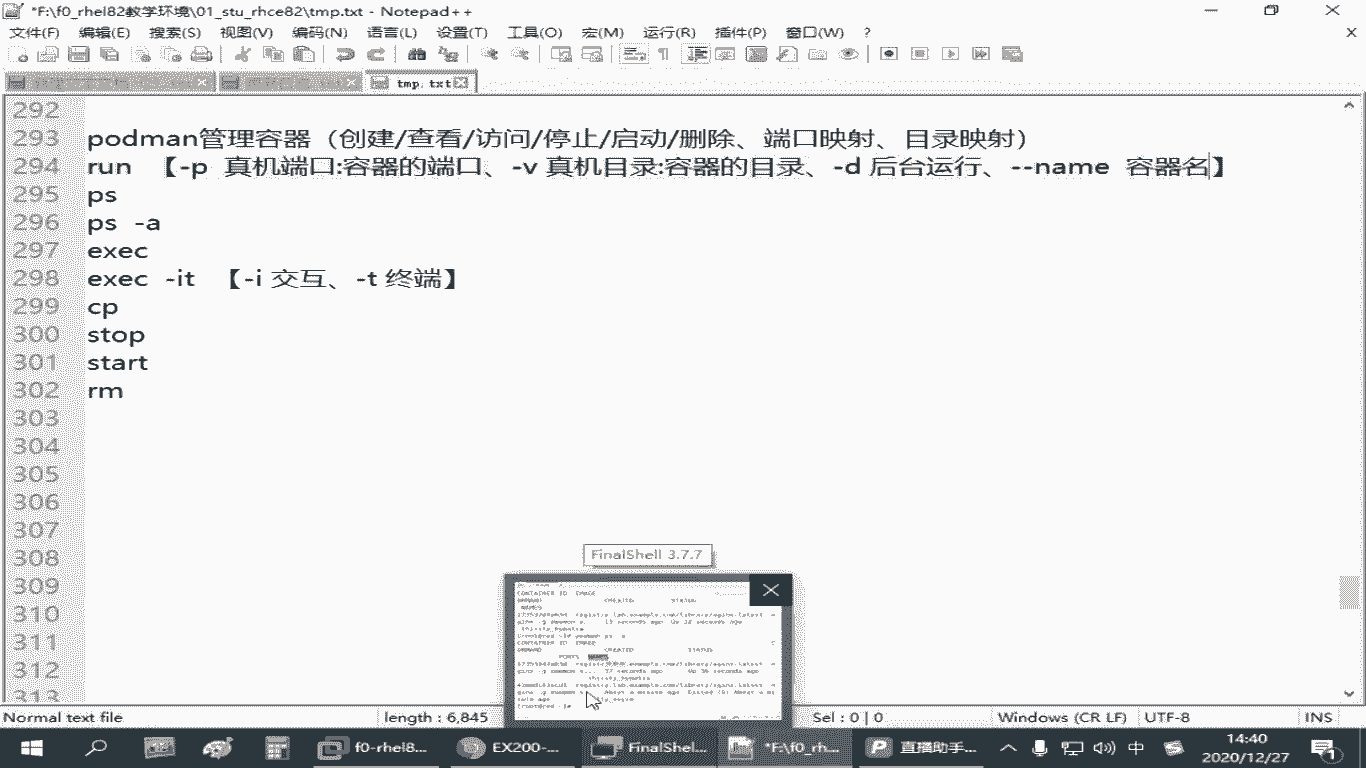 *F:\f0_rhel82教学环境\01_stu_rhce82\tmp.txt - Notepad++
文件(F) 编辑(E) 搜索(S) 视图(V) 编码(N) 语言(L) 设置(T) 工具(O) 宏(M) 运行(R) 插件(P) 窗口(W) ?
tmp.txt
292
293 podman管理容器（创建/查看/访问/停止/启动/删除、端口映射、目录映射）
294 run 【-p 真机端口:容器的端口、-v 真机目录:容器的目录、-d 后台运行、--name 容器名】
295 ps
296 ps -a
297 exec
298 exec -it 【-i 交互、-t 终端】
299 cp
300 stop
301 start
302 rm
303
304
305
306
307
308
309
310
311
312
313
FinalShell 3.7.7
Normal text file length : 6,845 Sel : 0 | 0 Windows (CR LF) UTF-8 INS
f0-rhel8... EX200-... FinalShel... *F:\f0_rh... 直播助手... 中 14:40
2020/12/27